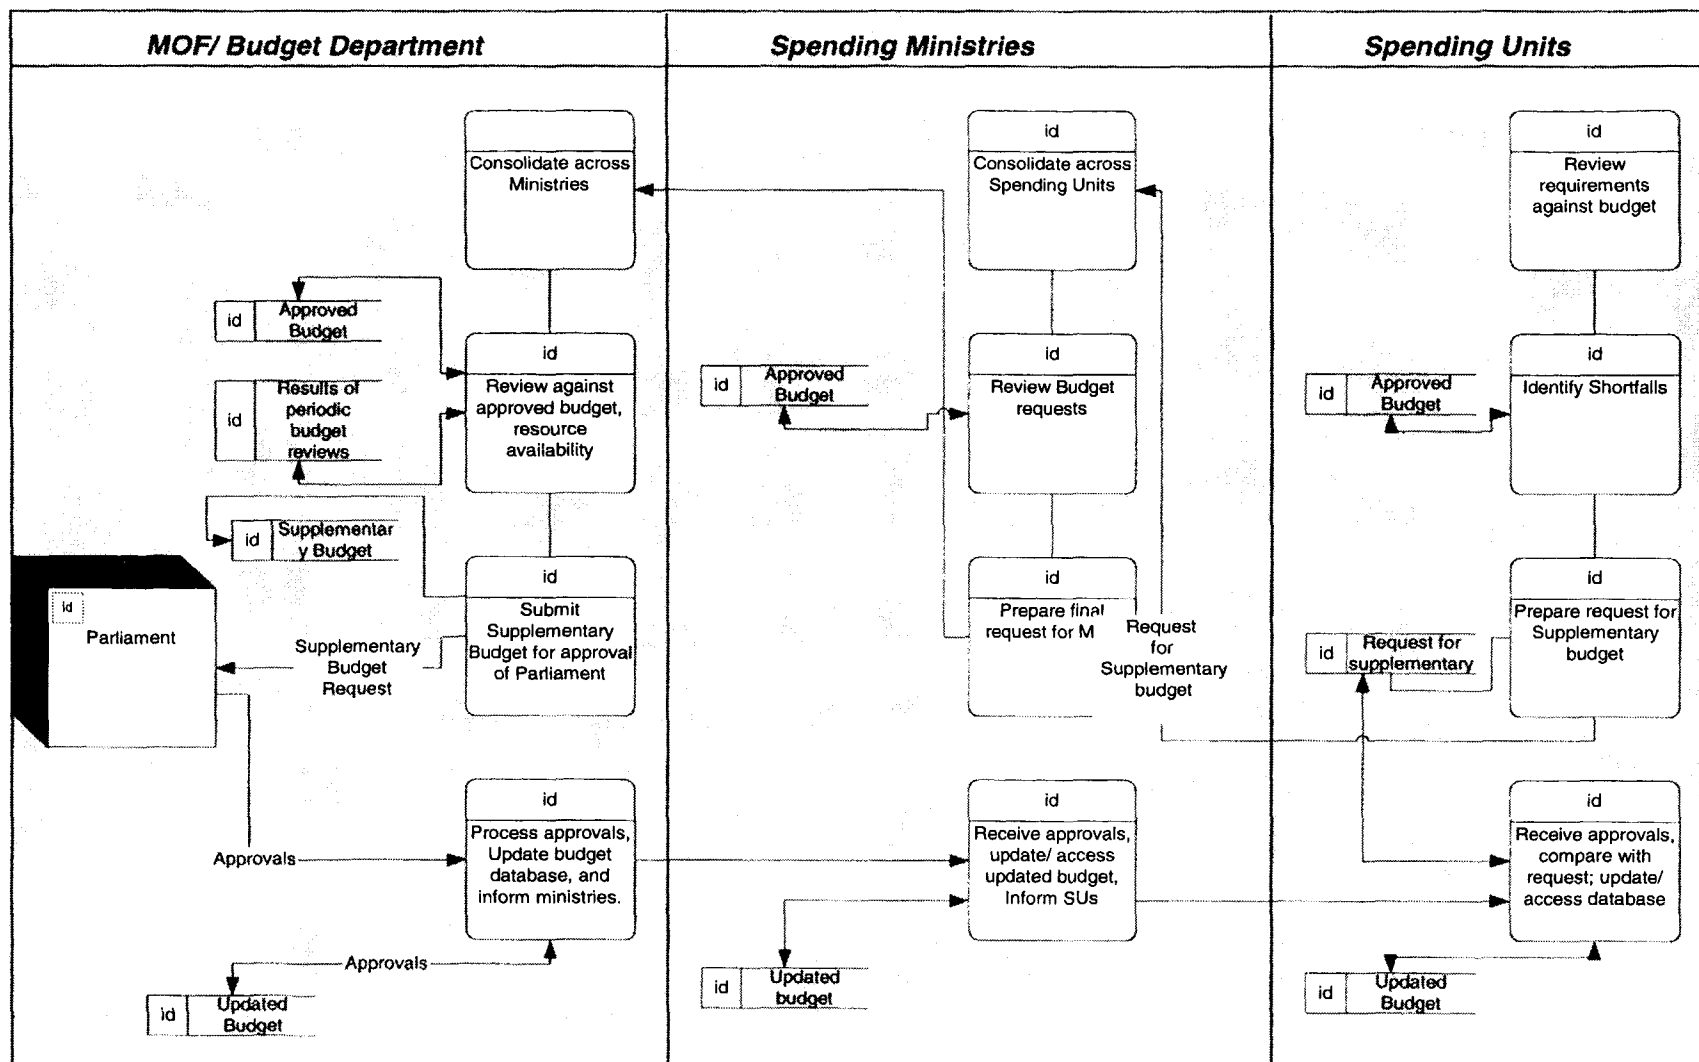 MOF/ Budget Department
Spending Ministries
Spending Units
Consolidate across
Ministries
id
Consolidate across
Spending Units
id
Review
requirements
against budget
id
Approved
Budget
id
Results of
periodic
budget
reviews
id
Review against
approved budget,
resource
availability
id
Approved
Budget
id
Review Budget
requests
id
Approved
Budget
id
Identify Shortfalls
id
Supplementar
y Budget
id
Parliament
Supplementary
Budget
Request
id
Submit
Supplementary
Budget for approval
of Parliament
id
Prepare final
request for M
Request
for
Supplementary
budget
id
Request for
supplementary
id
Prepare request for
Supplementary
budget
Approvals
id
Process approvals,
Update budget
database, and
inform ministries.
id
Receive approvals,
update/ access
updated budget,
Inform SUs
id
Receive approvals,
compare with
request; update/
access database
Approvals
id
Updated
Budget
id
Updated
budget
id
Updated
Budget